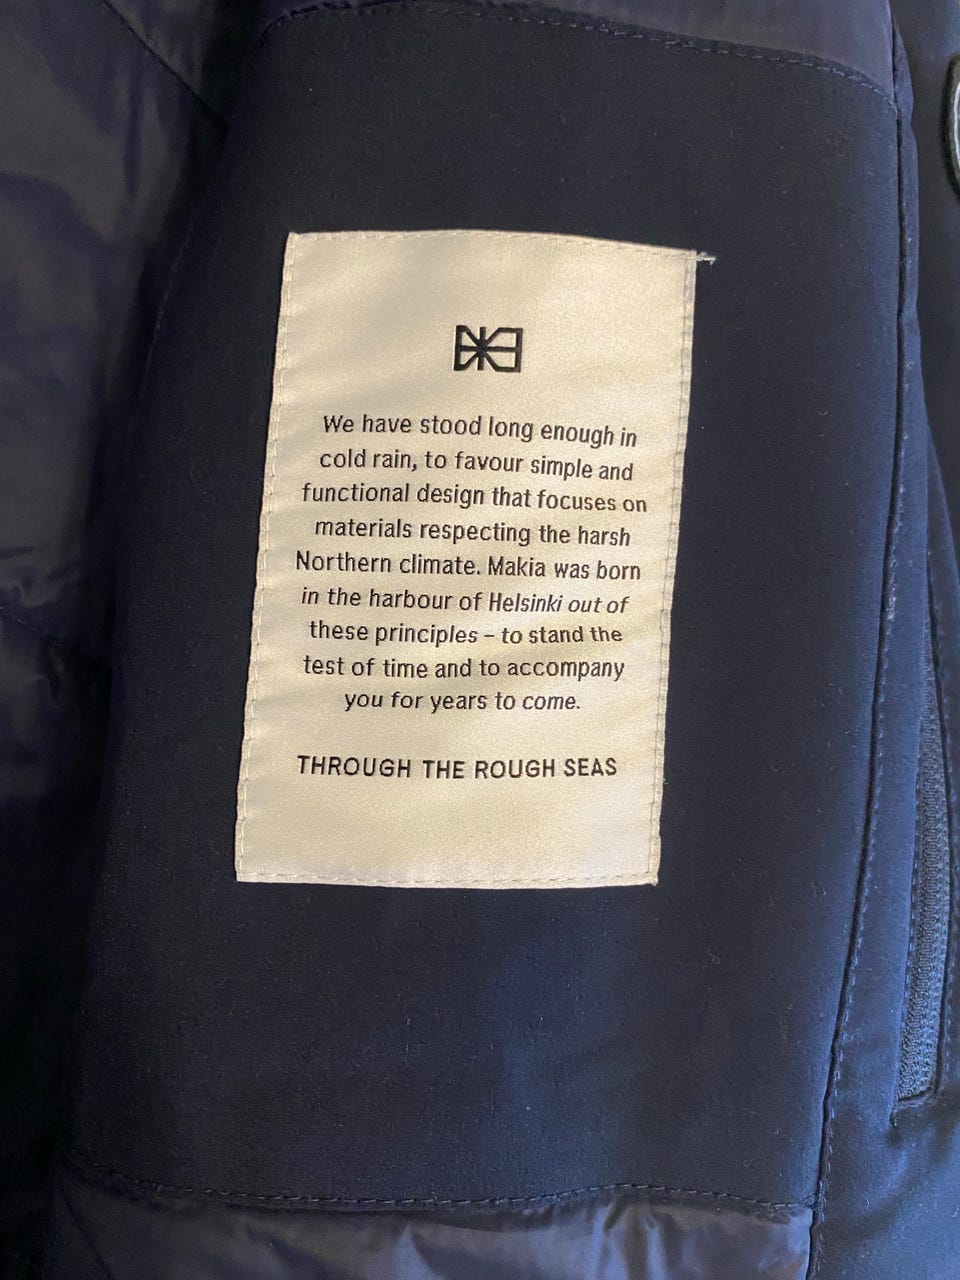 We have stood long enough in
cold rain, to favour simple and
functional design that focuses on
materials respecting the harsh
Northern climate. Makia was born
in the harbour of Helsinki out of
these principles – to stand the
test of time and to accompany
you for years to come.
THROUGH THE ROUGH SEAS